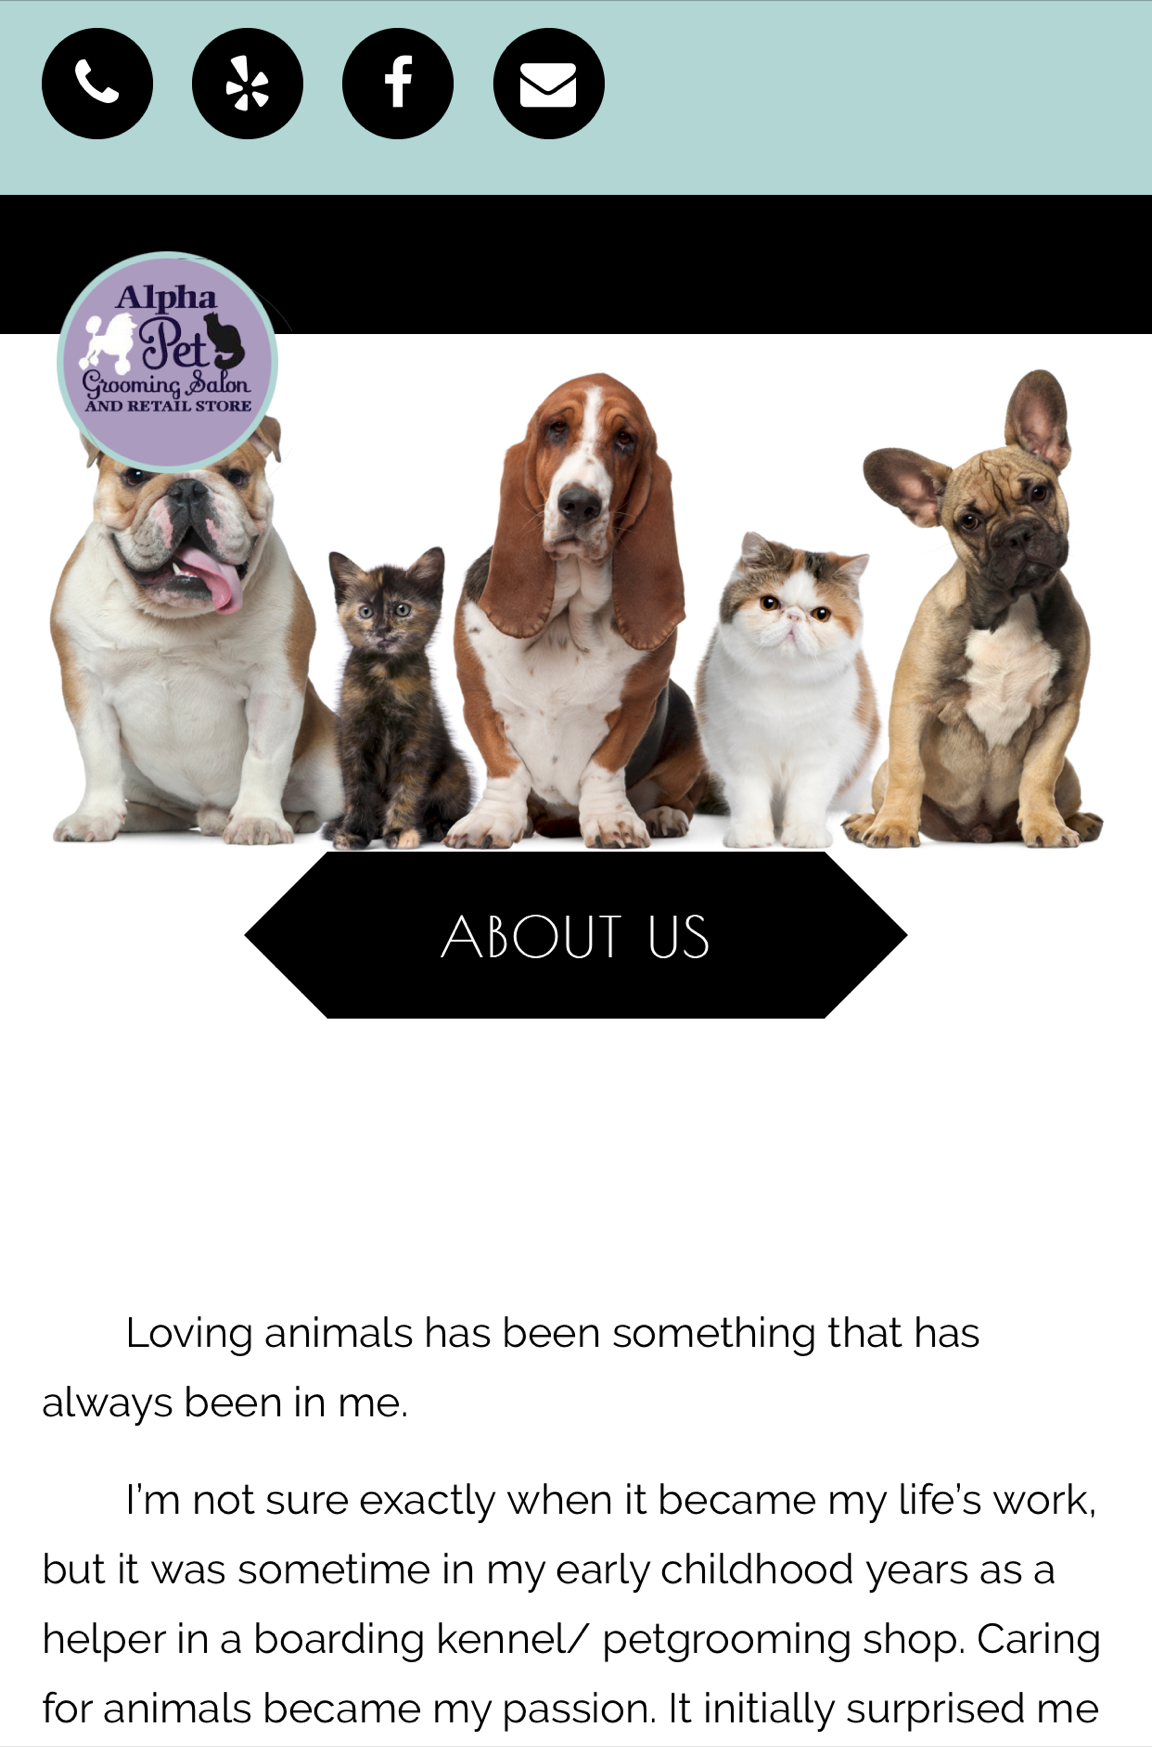 Alpha
Pet
Grooming Salon
AND RETAIL STORE
ABOUT US
Loving animals has been something that has
always been in me.
I’m not sure exactly when it became my life’s work,
but it was sometime in my early childhood years as a
helper in a boarding kennel/ petgrooming shop. Caring
for animals became my passion. It initially surprised me